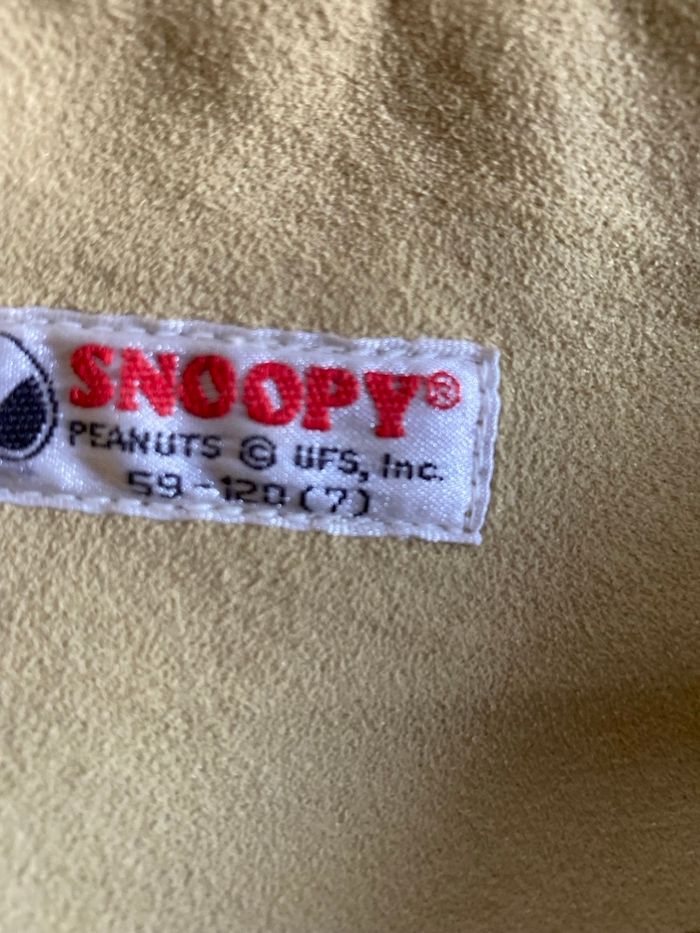 SNOOPY®
PEANUTS © UFS, Inc.
59-120(7)